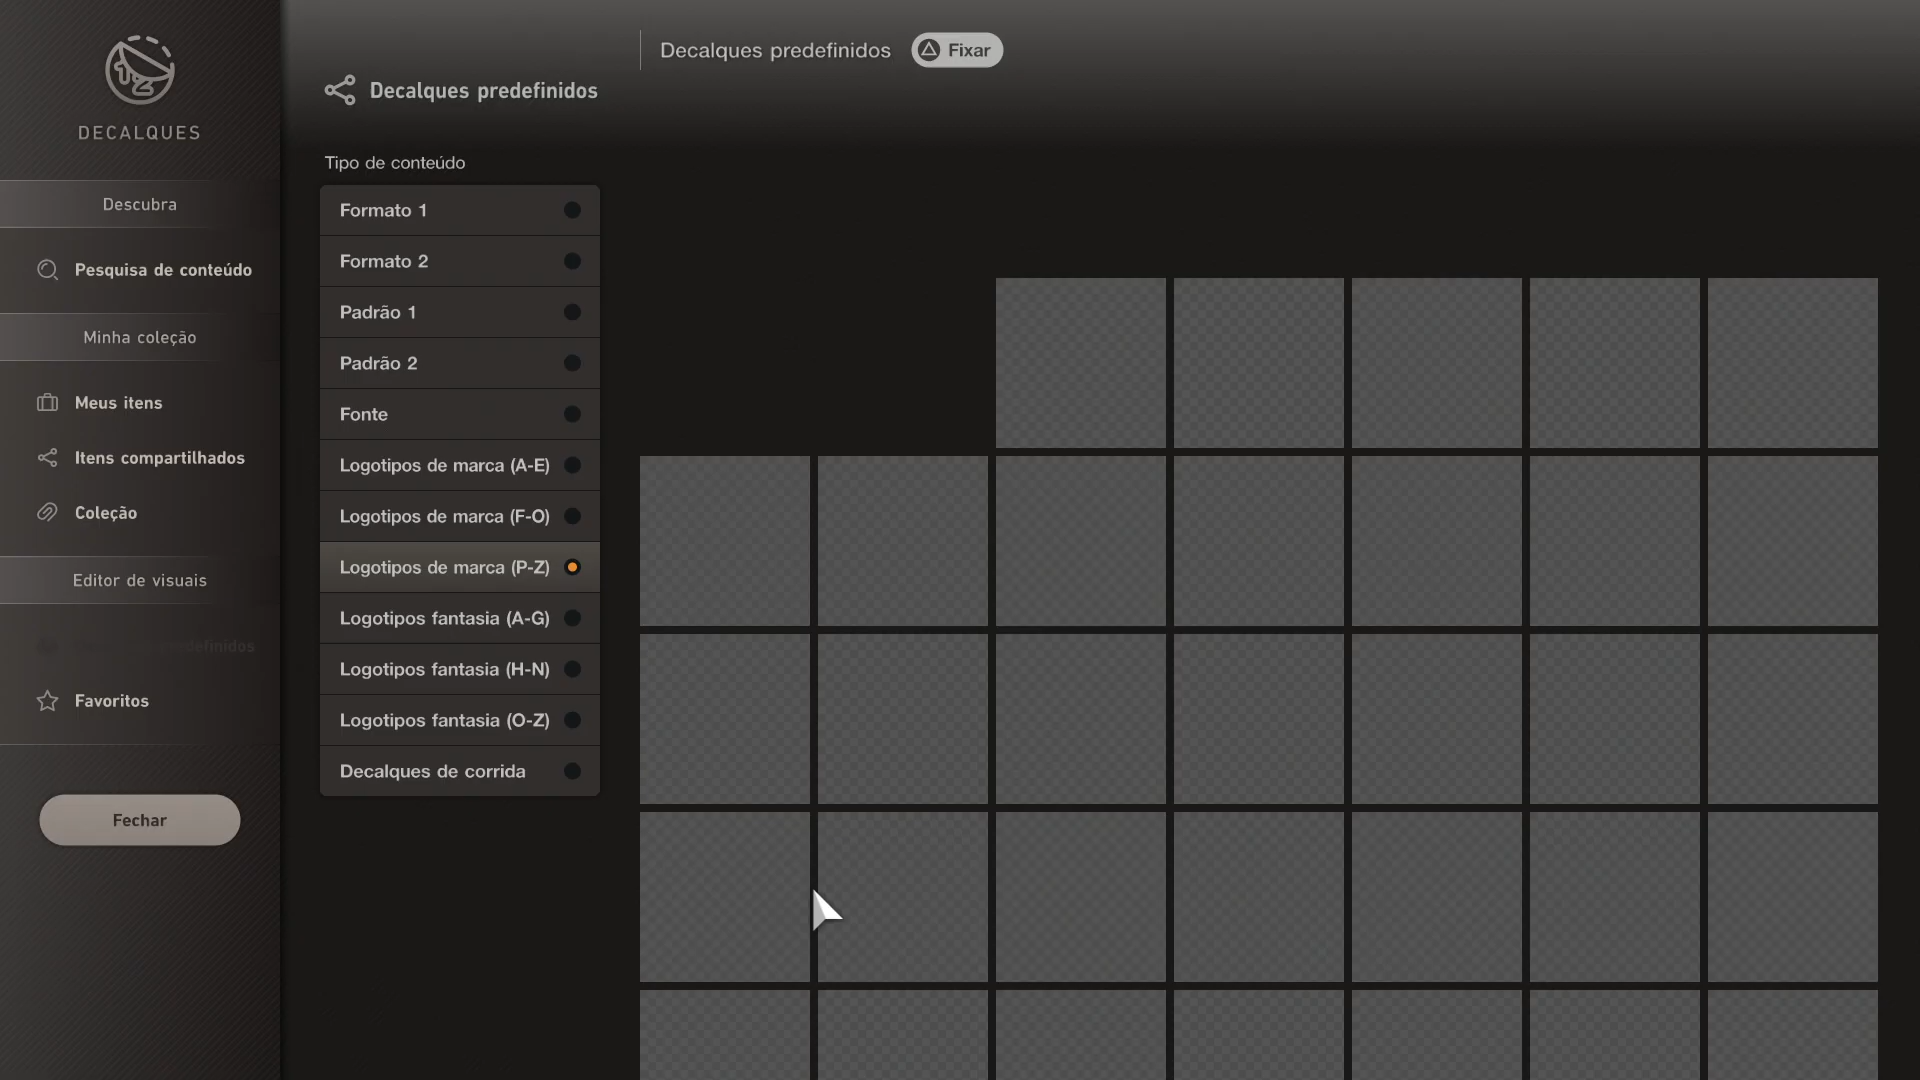 DECALQUES
Descubra
Pesquisa de conteúdo
Minha coleção
Meus itens
Itens compartilhados
Coleção
Editor de visuais
Favoritos
Fechar
Decalques predefinidos
Fixar
Decalques predefinidos
Tipo de conteúdo
Formato 1
Formato 2
Padrão 1
Padrão 2
Fonte
Logotipos de marca (A-E)
Logotipos de marca (F-O)
Logotipos de marca (P-Z)
Logotipos fantasia (A-G)
Logotipos fantasia (H-N)
Logotipos fantasia (O-Z)
Decalques de corrida